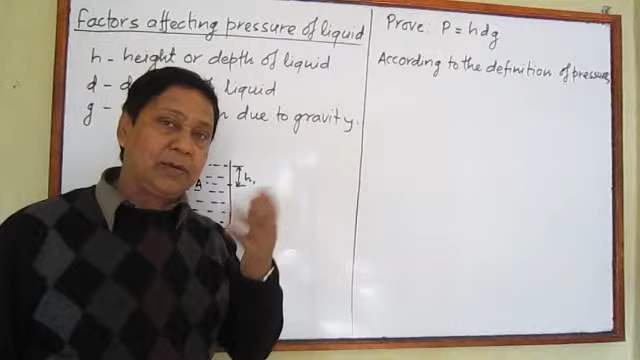 Factors affecting pressure of liquid
h - height or depth of liquid
d - liquid
g - due to gravity.
A
h₁
Prove: P = hdg
According to the definition of pressure,